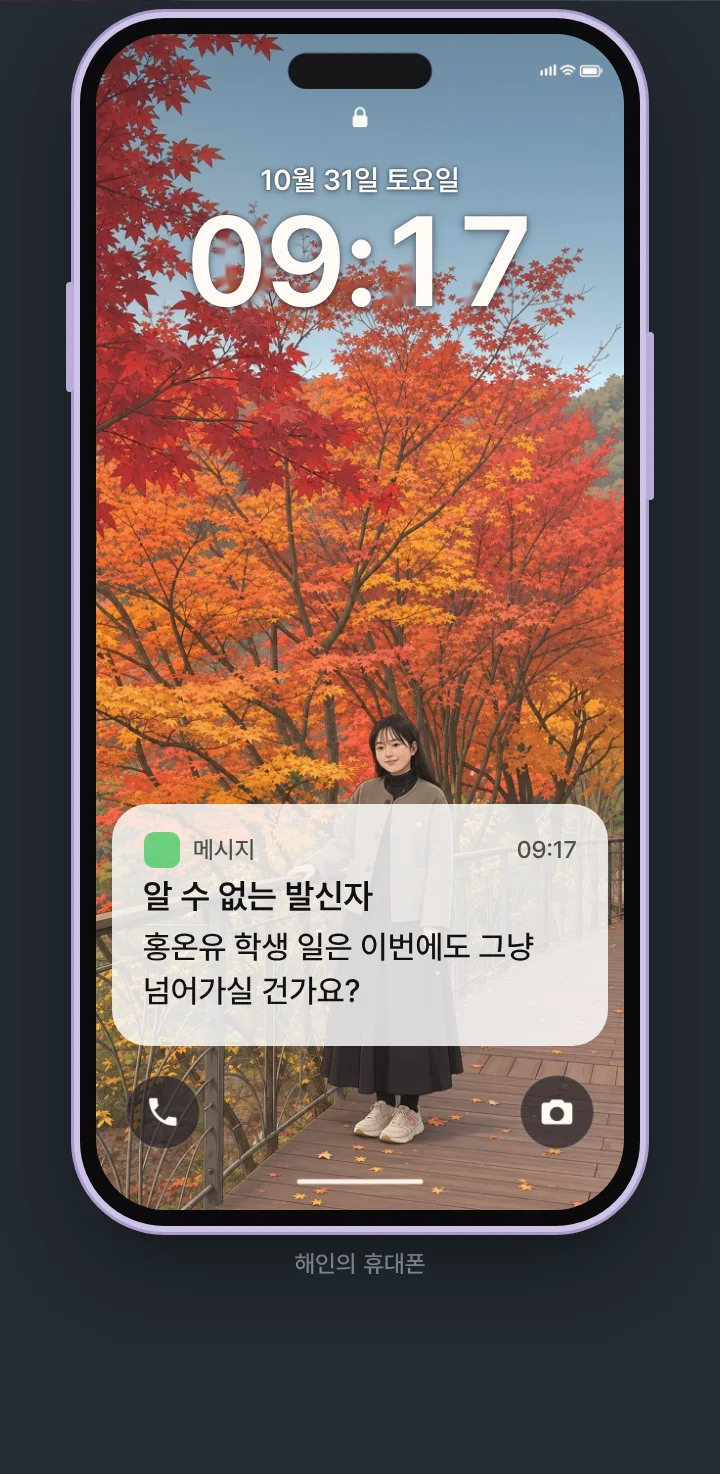 10월 31일 토요일
09:17
메시지 09:17
알 수 없는 발신자
홍온유 학생 일은 이번에도 그냥
넘어가실 건가요?
해인의 휴대폰